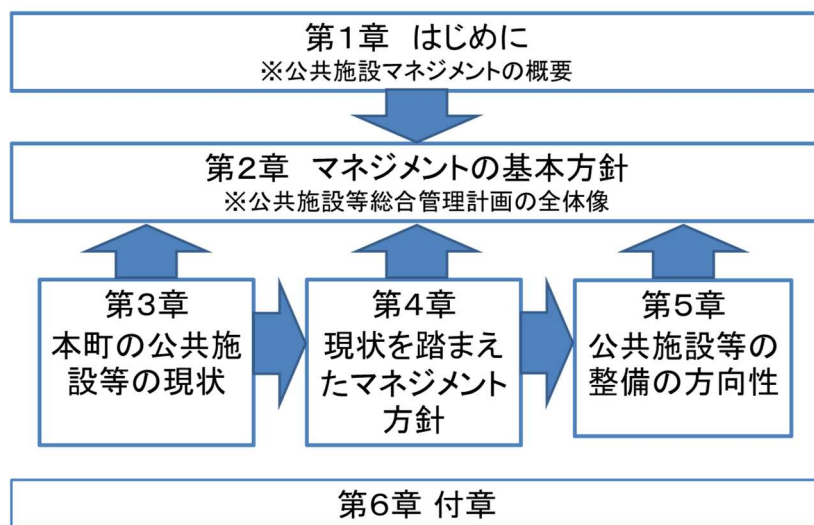 第1章 はじめに
※公共施設マネジメントの概要
第2章 マネジメントの基本方針
※公共施設等総合管理計画の全体像
第3章
本町の公共施
設等の現状
第4章
現状を踏まえ
たマネジメント
方針
第5章
公共施設等の
整備の方向性
第6章 付章